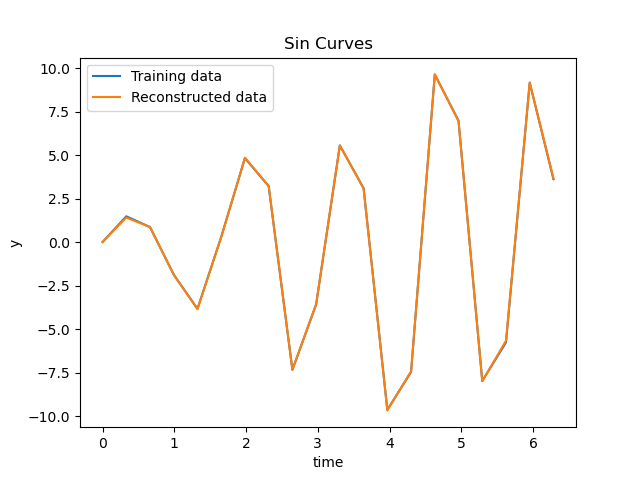 Sin Curves
Training data
Reconstructed data
10.0
7.5
5.0
2.5
0.0
−2.5
−5.0
−7.5
−10.0
y
0 1 2 3 4 5 6
time